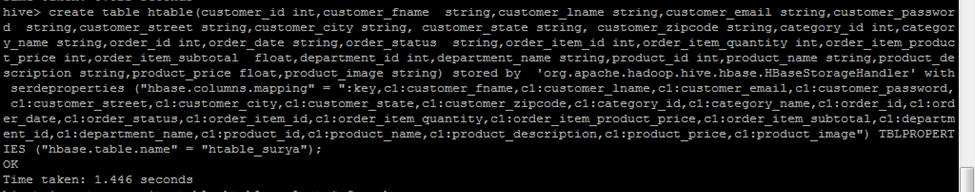 hive> create table htable(customer_id int,customer_fname  string,customer_lname string,customer_email string,customer_passwor
d  string,customer_street string,customer_city string, customer_state string, customer_zipcode string,category_id int,categor
y_name string,order_id int,order_date string,order_status  string,order_item_id int,order_item_quantity int,order_item_produc
t_price int,order_item_subtotal  float,department_id int,department_name string,product_id int,product_name string,product_de
scription string,product_price float,product_image string) stored by  'org.apache.hadoop.hive.hbase.HBaseStorageHandler' with
 serdeproperties ("hbase.columns.mapping" = ":key,c1:customer_fname,c1:customer_lname,c1:customer_email,c1:customer_password,
c1:customer_street,c1:customer_city,c1:customer_state,c1:customer_zipcode,c1:category_id,c1:category_name,c1:order_id,c1:ord
er_date,c1:order_status,c1:order_item_id,c1:order_item_quantity,c1:order_item_product_price,c1:order_item_subtotal,c1:departm
ent_id,c1:department_name,c1:product_id,c1:product_name,c1:product_description,c1:product_price,c1:product_image") TBLPROPERT
IES ("hbase.table.name" = "htable_surya");
OK
Time taken: 1.446 seconds